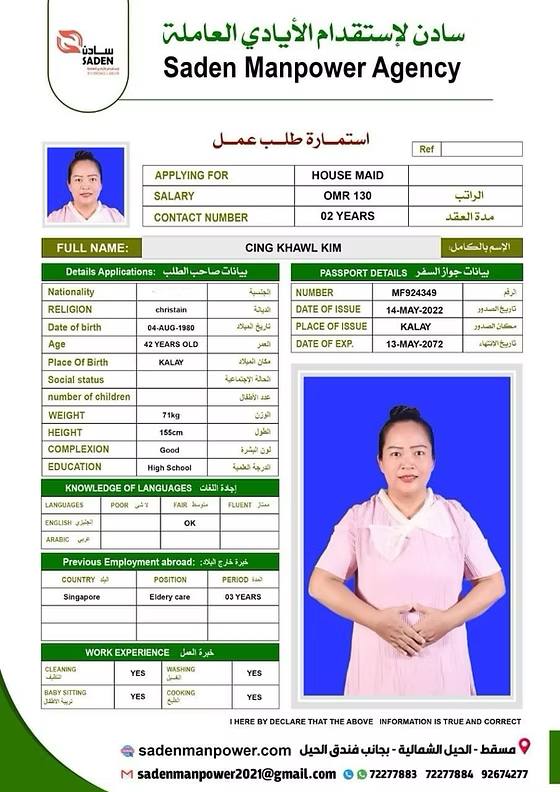 سادن
SADEN
سادن لإستقدام الأيادي العاملة
Saden Manpower Agency
استمارة طلب عمل
Ref
APPLYING FOR HOUSE MAID
SALARY OMR 130 الراتب
CONTACT NUMBER 02 YEARS مدة العقد
FULL NAME: CING KHAWL KIM الإسم بالكامل:
Details Applications: بيانات صاحب الطلب
Nationality - الجنسية
RELIGION christain الديانة
Date of birth 04-AUG-1980 تاريخ الميلاد
Age 42 YEARS OLD العمر
Place Of Birth KALAY مكان الميلاد
Social status الحالة الإجتماعية
number of children عدد الأطفال
WEIGHT 71kg الوزن
HEIGHT 155cm الطول
COMPLEXION Good لون البشرة
EDUCATION High School الدرجة العلمية
PASSPORT DETAILS بيانات جواز السفر
NUMBER MF924349 الرقم
DATE OF ISSUE 14-MAY-2022 تاريخ الصدور
PLACE OF ISSUE KALAY مكان الصدور
DATE OF EXP. 13-MAY-2072 تاريخ الإنتهاء
KNOWLEDGE OF LANGUAGES إجادة اللغات
LANGUAGES POOR لا شي FAIR متوسط FLUENT ممتاز
ENGLISH إنجليزي OK
ARABIC عربي
Previous Employment abroad: خبرة خارج البلاد:
COUNTRY البلد POSITION PERIOD المدة
Singapore Eldery care 03 YEARS
WORK EXPERIENCE خبرة العمل
CLEANING التنظيف YES WASHING الغسيل YES
BABY SITTING تربية الاطفال YES COOKING الطبخ YES
I HERE BY DECLARE THAT THE ABOVE INFORMATION IS TRUE AND CORRECT
sadenmanpower.com مسقط - الحيل الشمالية - بجانب فندق الحيل
sadenmanpower2021@gmail.com 72277883 72277884 92674277